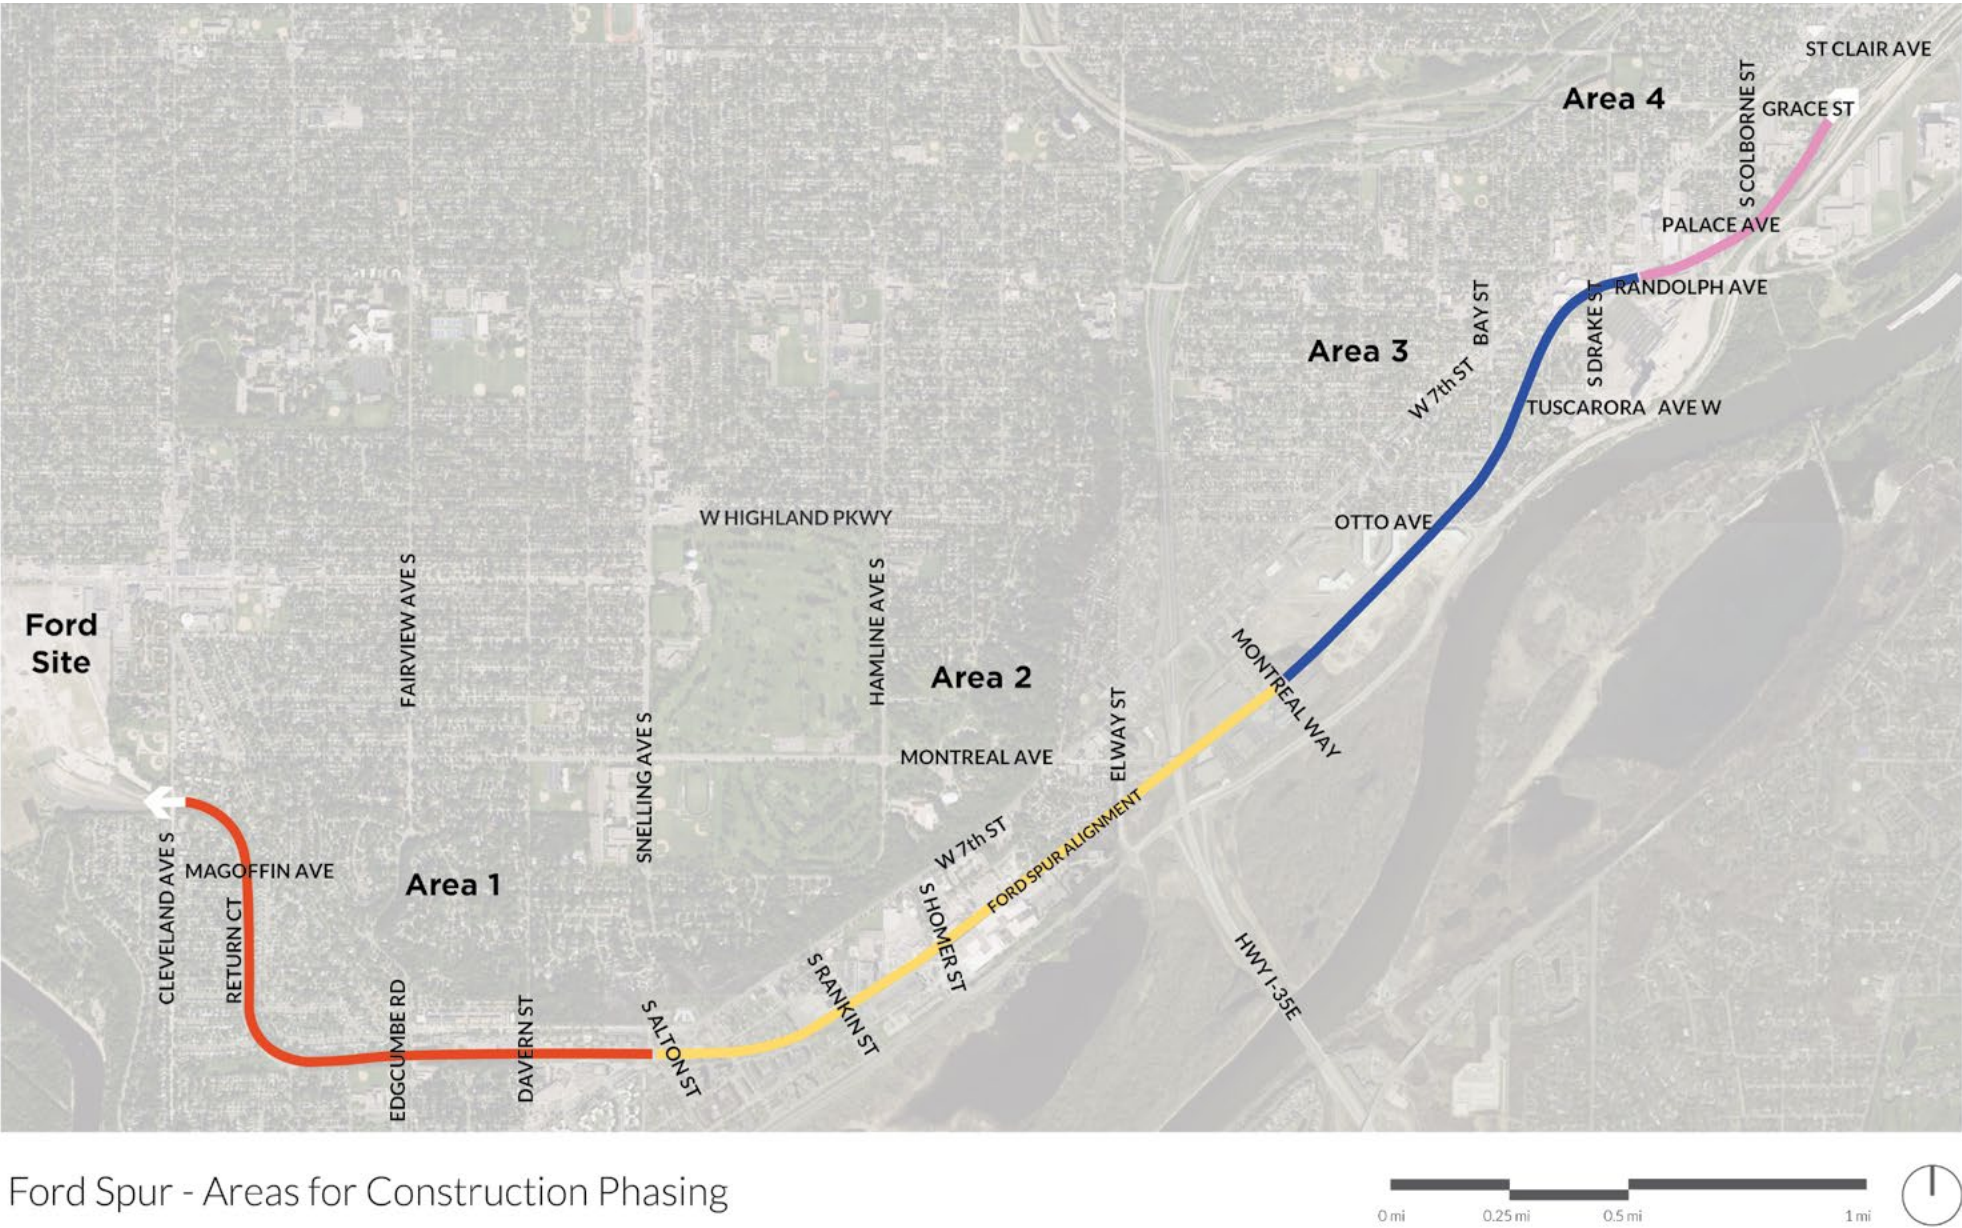 ST CLAIR AVE
Area 4
S COLBORNE ST
GRACE ST
PALACE AVE
RANDOLPH AVE
BAY ST
S DRAKE ST
Area 3
W 7th ST
TUSCARORA AVE W
OTTO AVE
W HIGHLAND PKWY
FAIRVIEW AVE S
HAMLINE AVE S
Ford
Site
Area 2
MONTREAL WAY
ELWAY ST
SNELLING AVE S
MONTREAL AVE
FORD SPUR ALIGNMENT
W 7th ST
CLEVELAND AVE S
MAGOFFIN AVE
Area 1
RETURN CT
S HOMER ST
HWY I-35E
S RANKIN ST
EDGCUMBE RD
DAVERN ST
S ALTON ST
Ford Spur - Areas for Construction Phasing
0 mi
0.25 mi
0.5 mi
1 mi